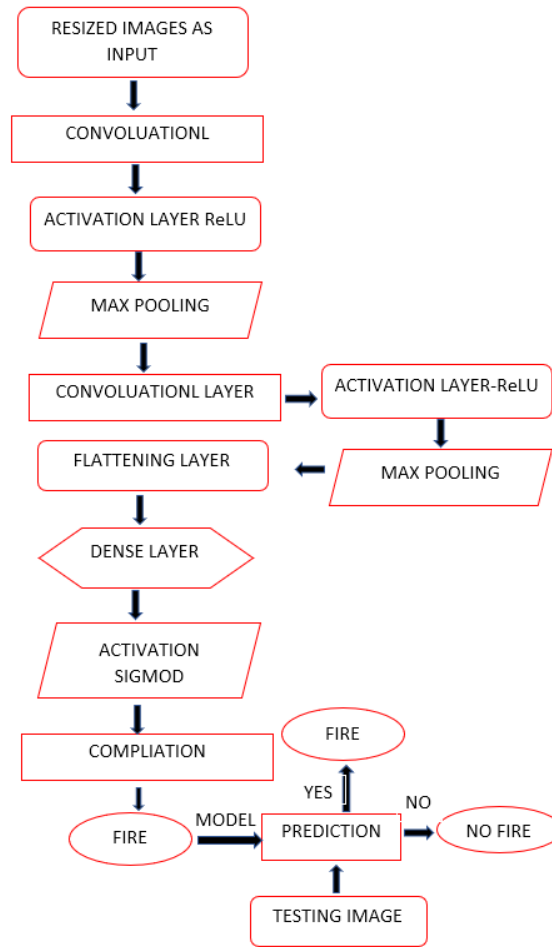 RESIZED IMAGES AS
INPUT
CONVOLUATIONL
ACTIVATION LAYER ReLU
MAX POOLING
CONVOLUATIONL LAYER
ACTIVATION LAYER-ReLU
MAX POOLING
FLATTENING LAYER
DENSE LAYER
ACTIVATION
SIGMOD
COMPLIATION
FIRE
MODEL
PREDICTION
YES
FIRE
NO
NO FIRE
TESTING IMAGE